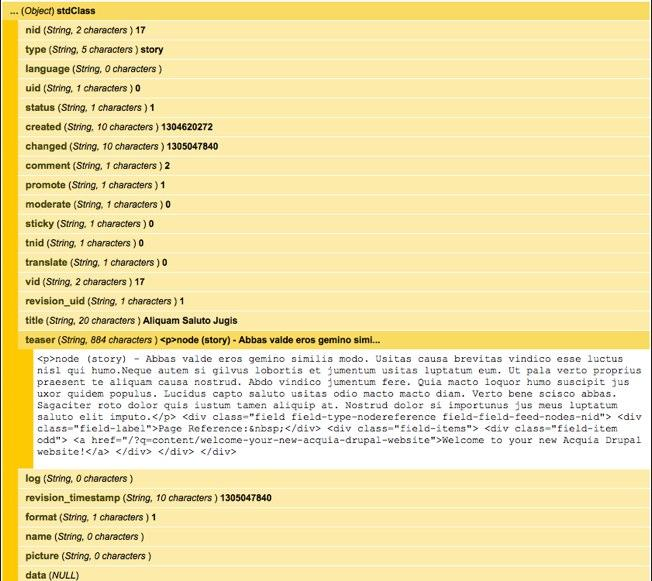 ... (Object) stdClass
nid (String, 2 characters ) 17
type (String, 5 characters ) story
language (String, 0 characters )
uid (String, 1 characters ) 0
status (String, 1 characters ) 1
created (String, 10 characters ) 1304620272
changed (String, 10 characters ) 1305047840
comment (String, 1 characters ) 2
promote (String, 1 characters ) 1
moderate (String, 1 characters ) 0
sticky (String, 1 characters ) 0
tnid (String, 1 characters ) 0
translate (String, 1 characters ) 0
vid (String, 2 characters ) 17
revision_uid (String, 1 characters ) 1
title (String, 20 characters ) Aliquam Saluto Jugis
teaser (String, 884 characters ) <p>node (story) - Abbas valde eros gemino simi...
<p>node (story) - Abbas valde eros gemino similis modo. Usitas causa brevitas vindico esse luctus
nisl qui humo.Neque autem si gilvus lobortis et jumentum usitas luptatum eum. Ut pala verto proprius
praesent te aliquam causa nostrud. Abdo vindico jumentum fere. Quia macto loquor humo suscipit jus
uxor quidem populus. Lucidus capto saluto usitas odio macto macto diam. Verto bene scisco abbas.
Sagaciter roto dolor quis iustum tamen aliquip at. Nostrud dolor si importunus jus meus luptatum
saluto elit imputo.</p> <div class="field field-type-nodereference field-field-feed-nodes-nid"> <div
class="field-label">Page Reference:&nbsp;</div> <div class="field-items"> <div class="field-item
odd"> <a href="/?q=content/welcome-your-new-acquia-drupal-website">Welcome to your new Acquia Drupal
website!</a> </div> </div> </div>
log (String, 0 characters )
revision_timestamp (String, 10 characters ) 1305047840
format (String, 1 characters ) 1
name (String, 0 characters )
picture (String, 0 characters )
data (NULL)